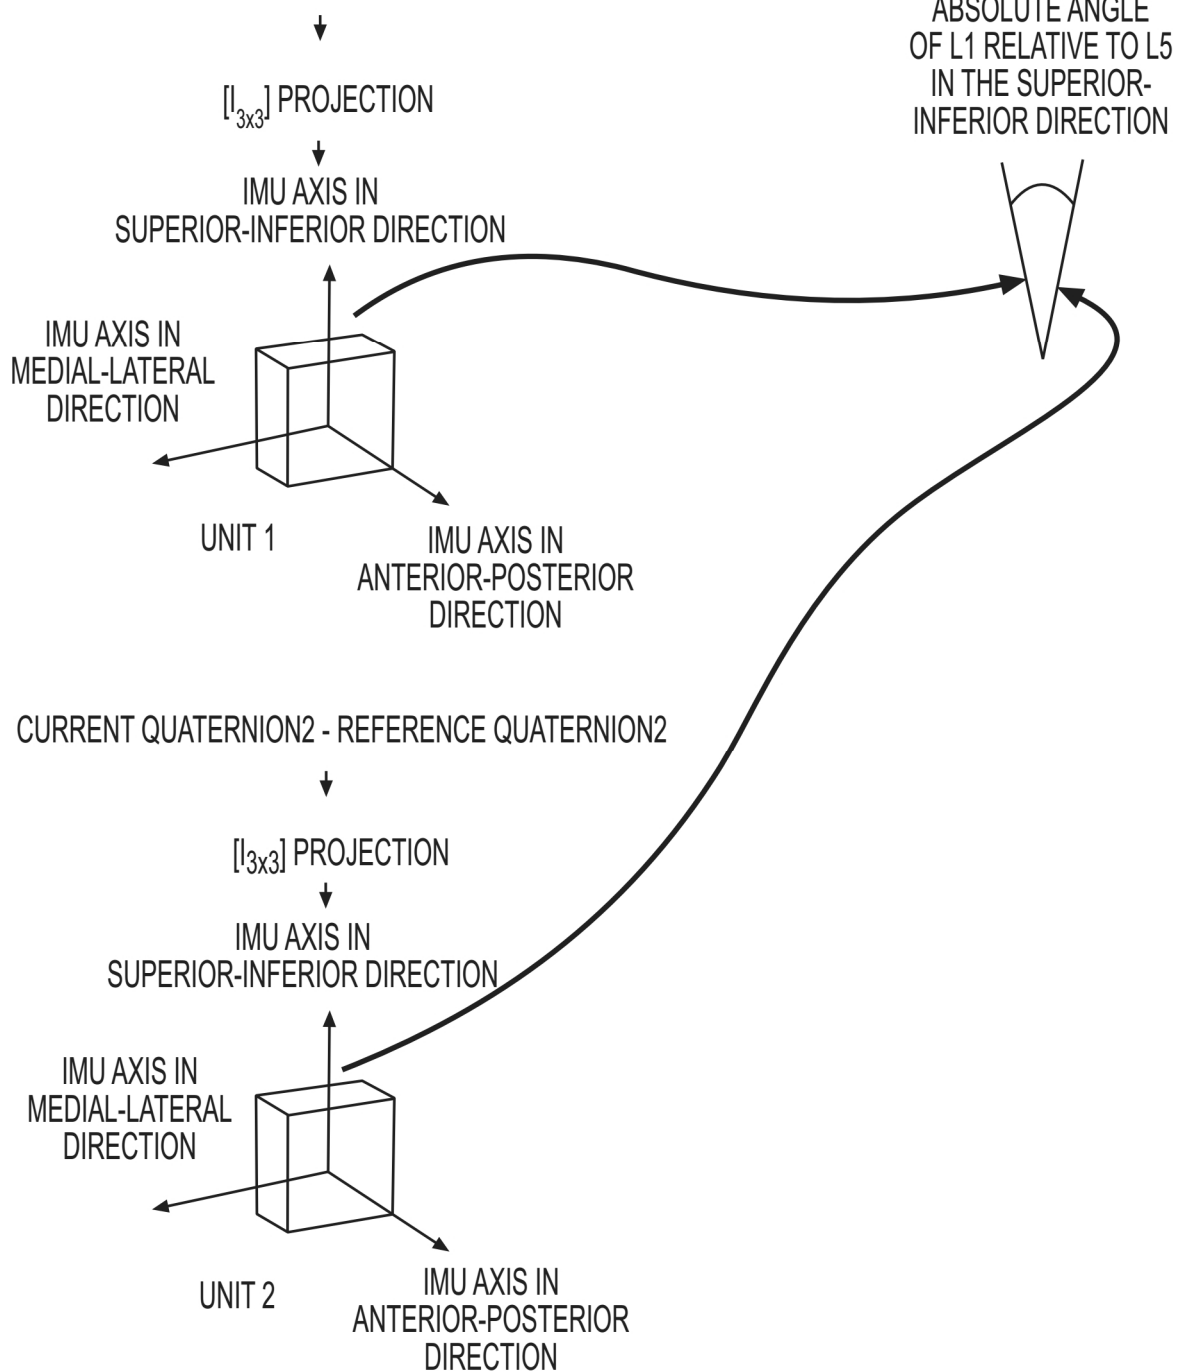 ABSOLUTE ANGLE
OF L1 RELATIVE TO L5
IN THE SUPERIOR-
INFERIOR DIRECTION
[I3x3] PROJECTION
IMU AXIS IN
SUPERIOR-INFERIOR DIRECTION
IMU AXIS IN
MEDIAL-LATERAL
DIRECTION
UNIT 1
IMU AXIS IN
ANTERIOR-POSTERIOR
DIRECTION
CURRENT QUATERNION2 - REFERENCE QUATERNION2
[I3x3] PROJECTION
IMU AXIS IN
SUPERIOR-INFERIOR DIRECTION
IMU AXIS IN
MEDIAL-LATERAL
DIRECTION
UNIT 2
IMU AXIS IN
ANTERIOR-POSTERIOR
DIRECTION